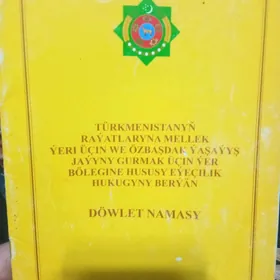 TÜRKMENISTANYŇ
RAÝATLARYNA MELLEK
ÝERI ÜÇIN WE ÖZBAŞDAK ÝAŞAÝYŞ
JAÝYNY GURMAK ÜÇIN ÝER
BÖLEGINE HUSUSY EÝEÇILIK
HUKUGYNY BERÝÄN
DÖWLET NAMASY